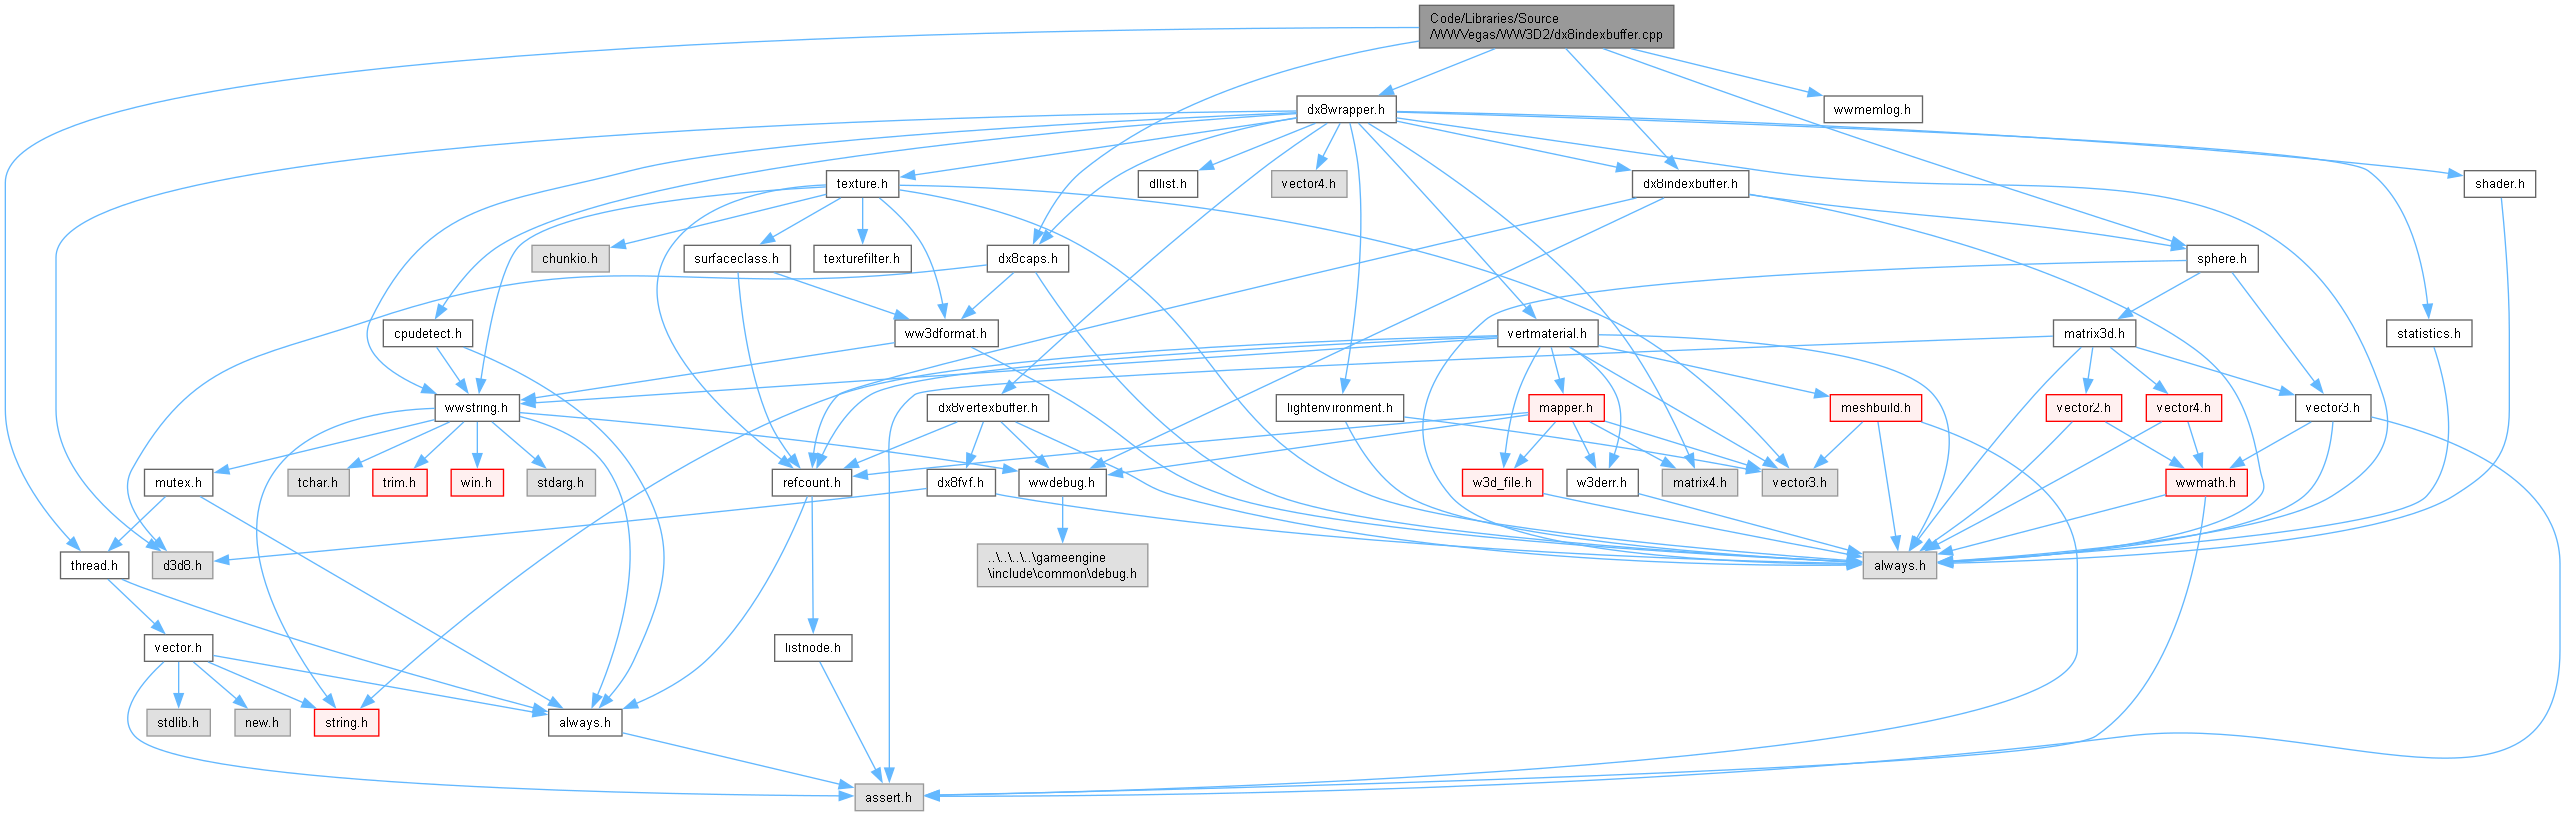 Code/Libraries/Source
/WWVegas/WW3D2/dx8indexbuffer.cpp
dx8wrapper.h
wwmemlog.h
texture.h
dllist.h
vector4.h
dx8indexbuffer.h
shader.h
chunkio.h
surfaceclass.h
texturefilter.h
dx8caps.h
sphere.h
cpudetect.h
ww3dformat.h
vertmaterial.h
matrix3d.h
statistics.h
wwstring.h
dx8vertexbuffer.h
lightenvironment.h
mapper.h
meshbuild.h
vector2.h
vector4.h
vector3.h
mutex.h
tchar.h
trim.h
win.h
stdarg.h
refcount.h
dx8fvf.h
wwdebug.h
w3d_file.h
w3derr.h
matrix4.h
vector3.h
wwmath.h
thread.h
d3d8.h
..\..\..\..\gameengine
\include\common\debug.h
always.h
vector.h
listnode.h
stdlib.h
new.h
string.h
always.h
assert.h